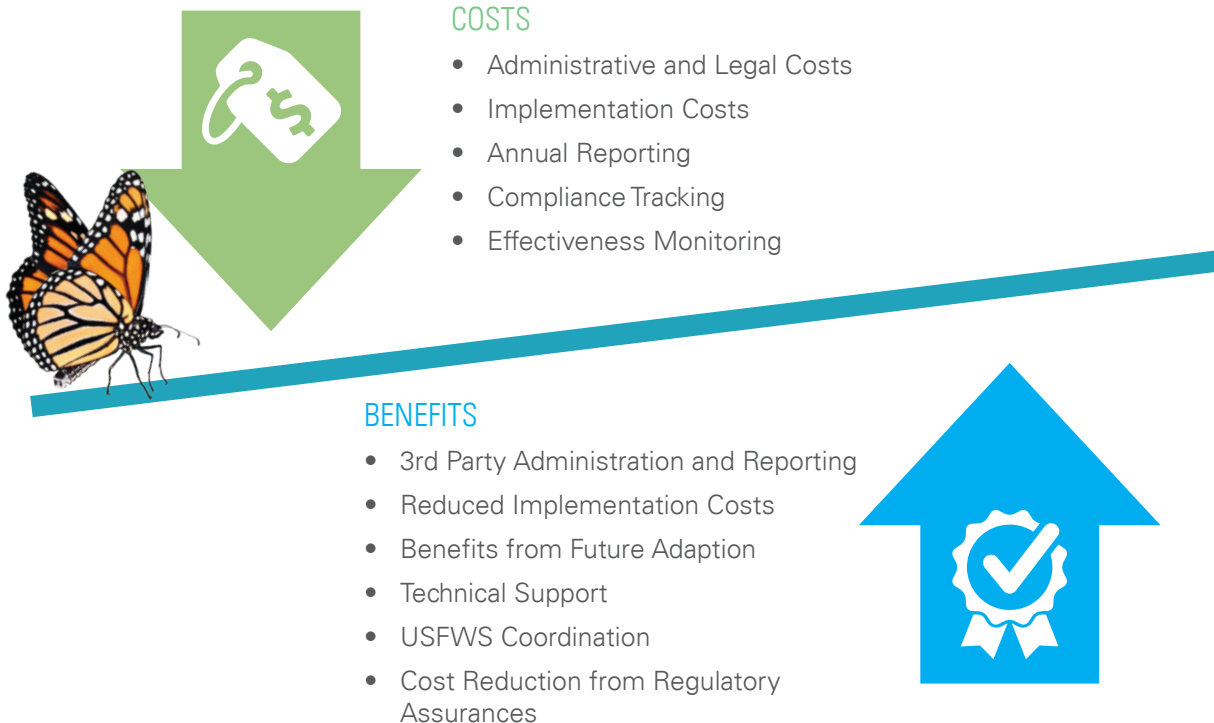 COSTS
• Administrative and Legal Costs
• Implementation Costs
• Annual Reporting
• Compliance Tracking
• Effectiveness Monitoring
$
BENEFITS
• 3rd Party Administration and Reporting
• Reduced Implementation Costs
• Benefits from Future Adaption
• Technical Support
• USFWS Coordination
• Cost Reduction from Regulatory
Assurances